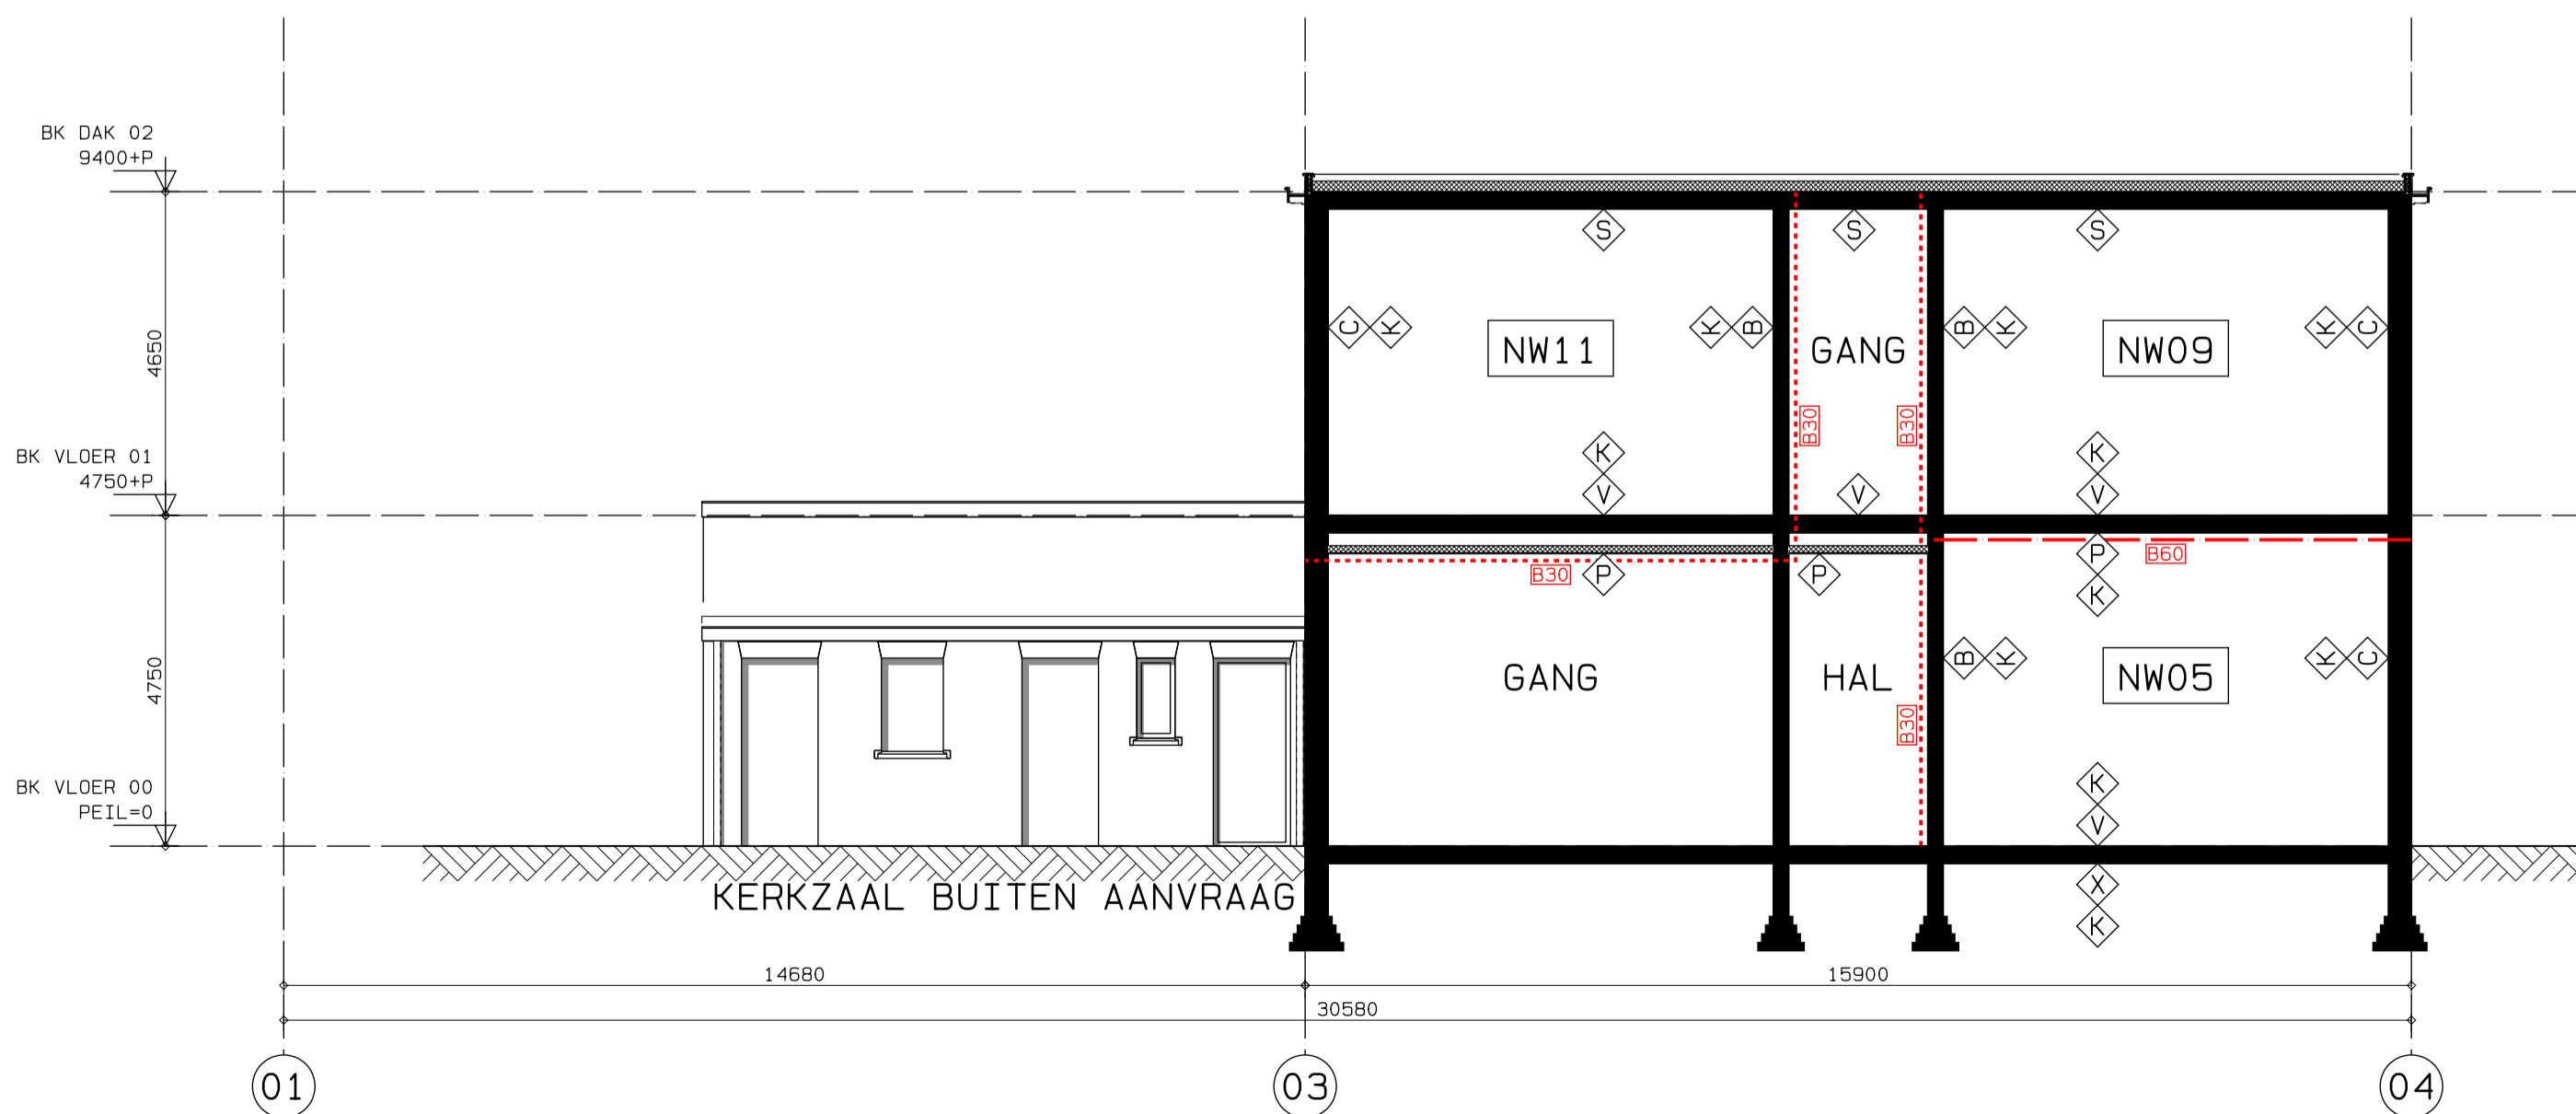 BK DAK 02
9400+P
S S S
4650
C K K B B K K C
NW11 GANG NW09
B30 B30
K K
BK VLOER 01
4750+P
V V V
P B60
B30 P P
K
4750
B K K C
GANG HAL NW05
B30
BK VLOER 00
PEIL=0
K
V
KERKZAAL BUITEN AANVRAAG
X
K
14680 15900
30580
01 03 04